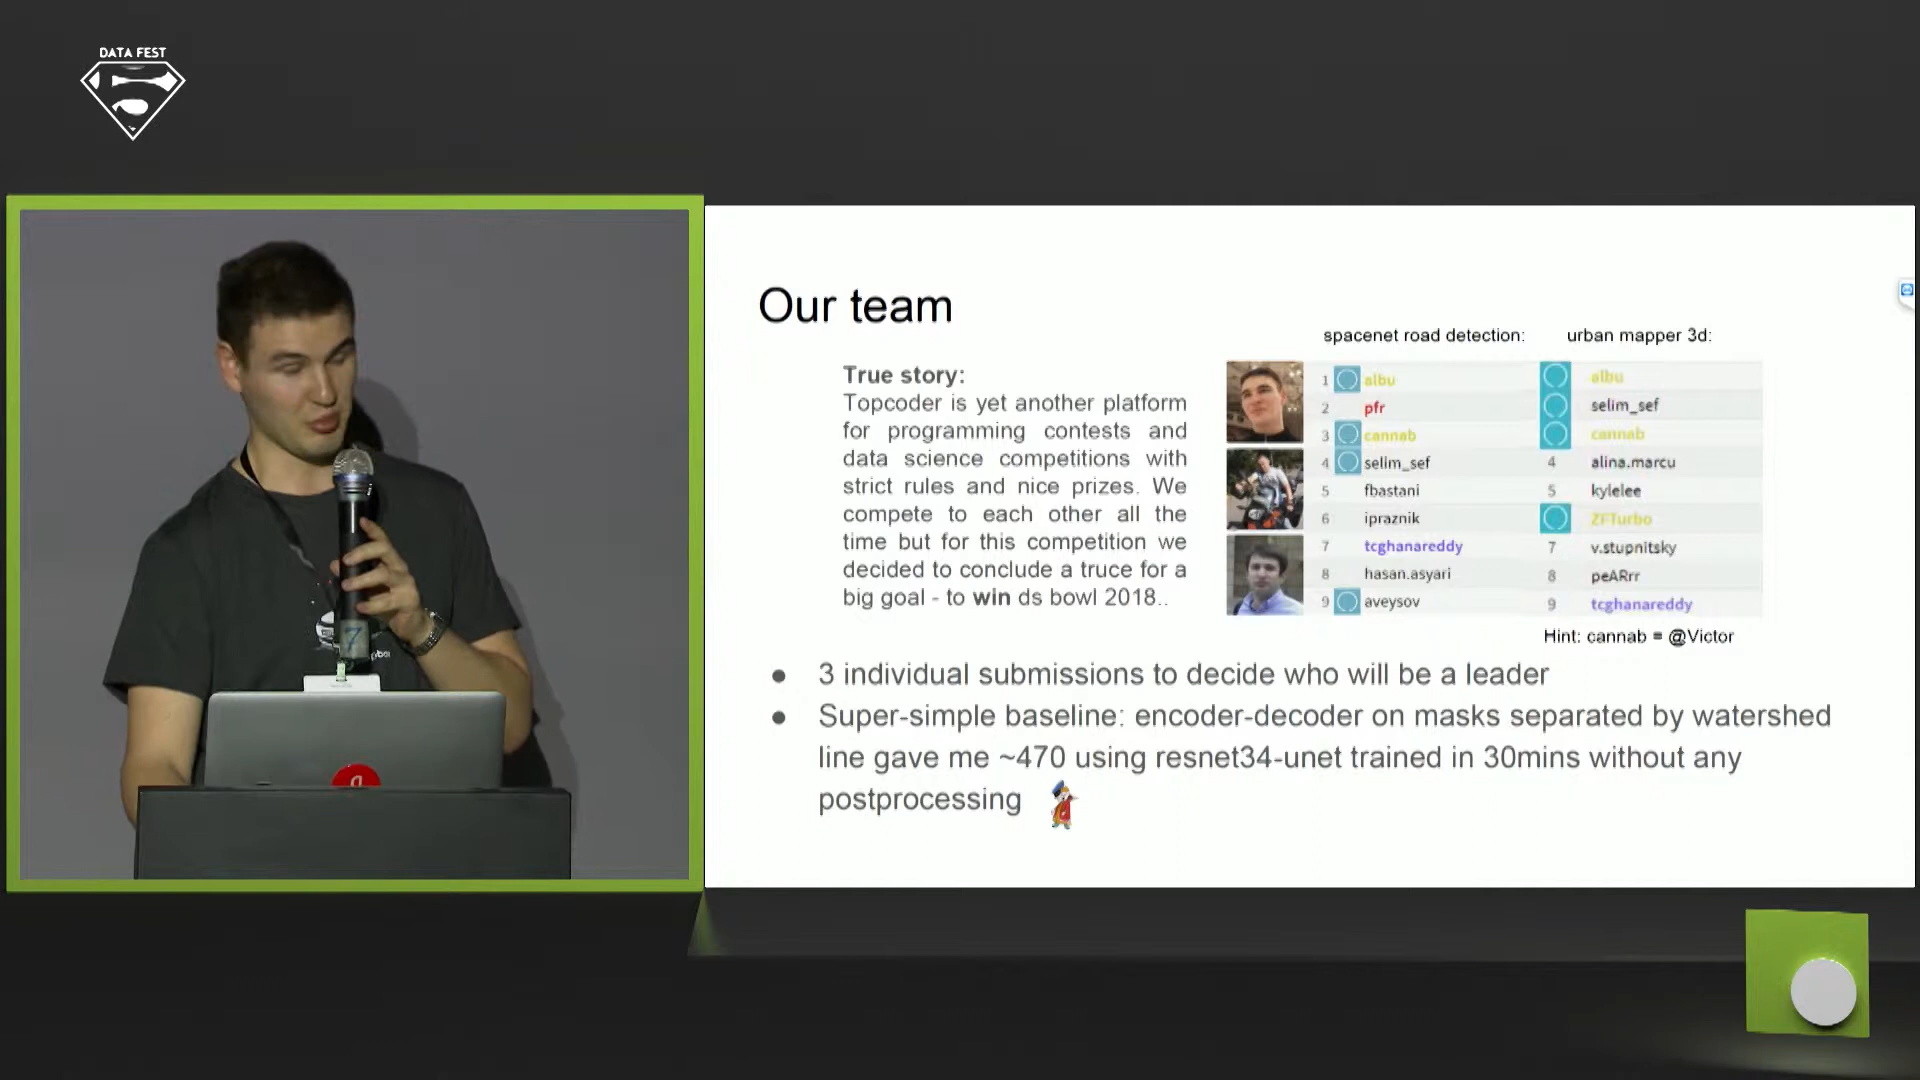 DATA FEST
Our team
spacenet road detection:
urban mapper 3d:
True story:
Topcoder is yet another platform
for programming contests and
data science competitions with
strict rules and nice prizes. We
compete to each other all the
time but for this competition we
decided to conclude a truce for a
big goal - to win ds bowl 2018..
1 albu
2 pfr
3 cannab
4 selim_sef
5 fbastani
6 ipraznik
7 tcghanareddy
8 hasan.asyari
9 aveysov
albu
selim_sef
cannab
4 alina.marcu
5 kylelee
ZFTurbo
7 v.stupnitsky
8 peARrr
9 tcghanareddy
Hint: cannab = @Victor
● 3 individual submissions to decide who will be a leader
● Super-simple baseline: encoder-decoder on masks separated by watershed
line gave me ~470 using resnet34-unet trained in 30mins without any
postprocessing
7